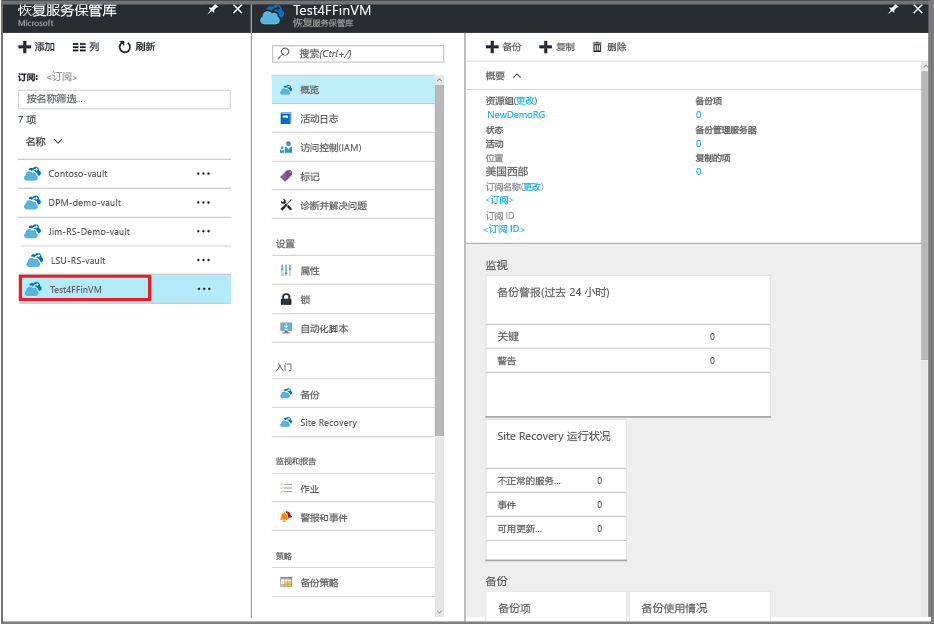 恢复服务保管库
Microsoft
添加
列
刷新
订阅: <订阅>
按名称筛选...
7 项
名称
Contoso-vault
DPM-demo-vault
Jim-RS-Demo-vault
LSU-RS-vault
Test4FFinVM
Test4FFinVM
恢复服务保管库
搜索(Ctrl+/)
概览
活动日志
访问控制(IAM)
标记
诊断并解决问题
设置
属性
锁
自动化脚本
入门
备份
Site Recovery
监视和报告
作业
警报和事件
策略
备份策略
备份
复制
删除
概要
资源组(更改)
NewDemoRG
状态
活动
位置
美国西部
订阅名称(更改)
<订阅>
订阅 ID
<订阅 ID>
备份项
0
备份管理服务器
0
复制的项
0
监视
备份警报(过去 24 小时)
关键 0
警告 0
Site Recovery 运行状况
不正常的服务... 0
事件 0
可用更新... 0
备份
备份项
备份使用情况